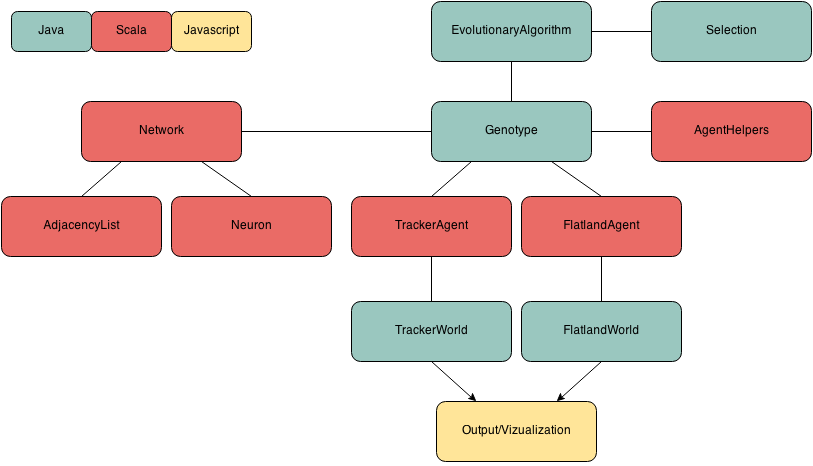 Java
Scala
Javascript
EvolutionaryAlgorithm
Selection
Network
Genotype
AgentHelpers
AdjacencyList
Neuron
TrackerAgent
FlatlandAgent
TrackerWorld
FlatlandWorld
Output/Vizualization